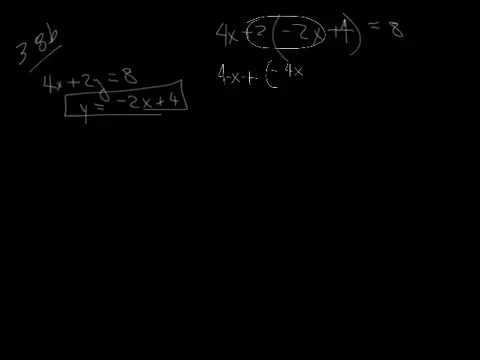 38b
4x+2y=8
y = -2x+4
4x+2(-2x+4) = 8
4x+(-4x